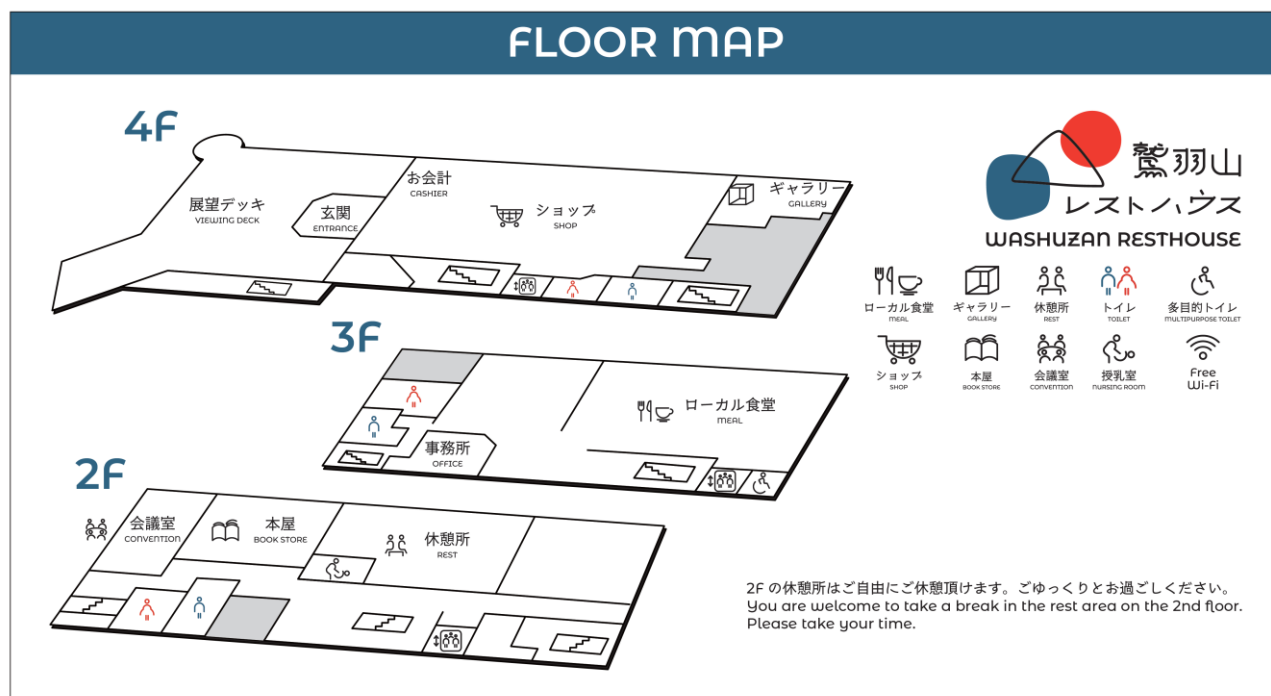 FLOOR MAP
4F
展望デッキ
VIEWING DECK
玄関
ENTRANCE
お会計
CASHIER
ショップ
SHOP
ギャラリー
GALLERY
3F
事務所
OFFICE
ローカル食堂
MEAL
2F
会議室
CONVENTION
本屋
BOOK STORE
休憩所
REST
鷲羽山
レストハウス
WASHUZAN RESTHOUSE
ローカル食堂
MEAL
ギャラリー
GALLERY
休憩所
REST
トイレ
TOILET
多目的トイレ
MULTIPURPOSE TOILET
ショップ
SHOP
本屋
BOOK STORE
会議室
CONVENTION
授乳室
NURSING ROOM
Free
Wi-Fi
2F の休憩所はご自由にご休憩頂けます。ごゆっくりとお過ごしください。
You are welcome to take a break in the rest area on the 2nd floor.
Please take your time.